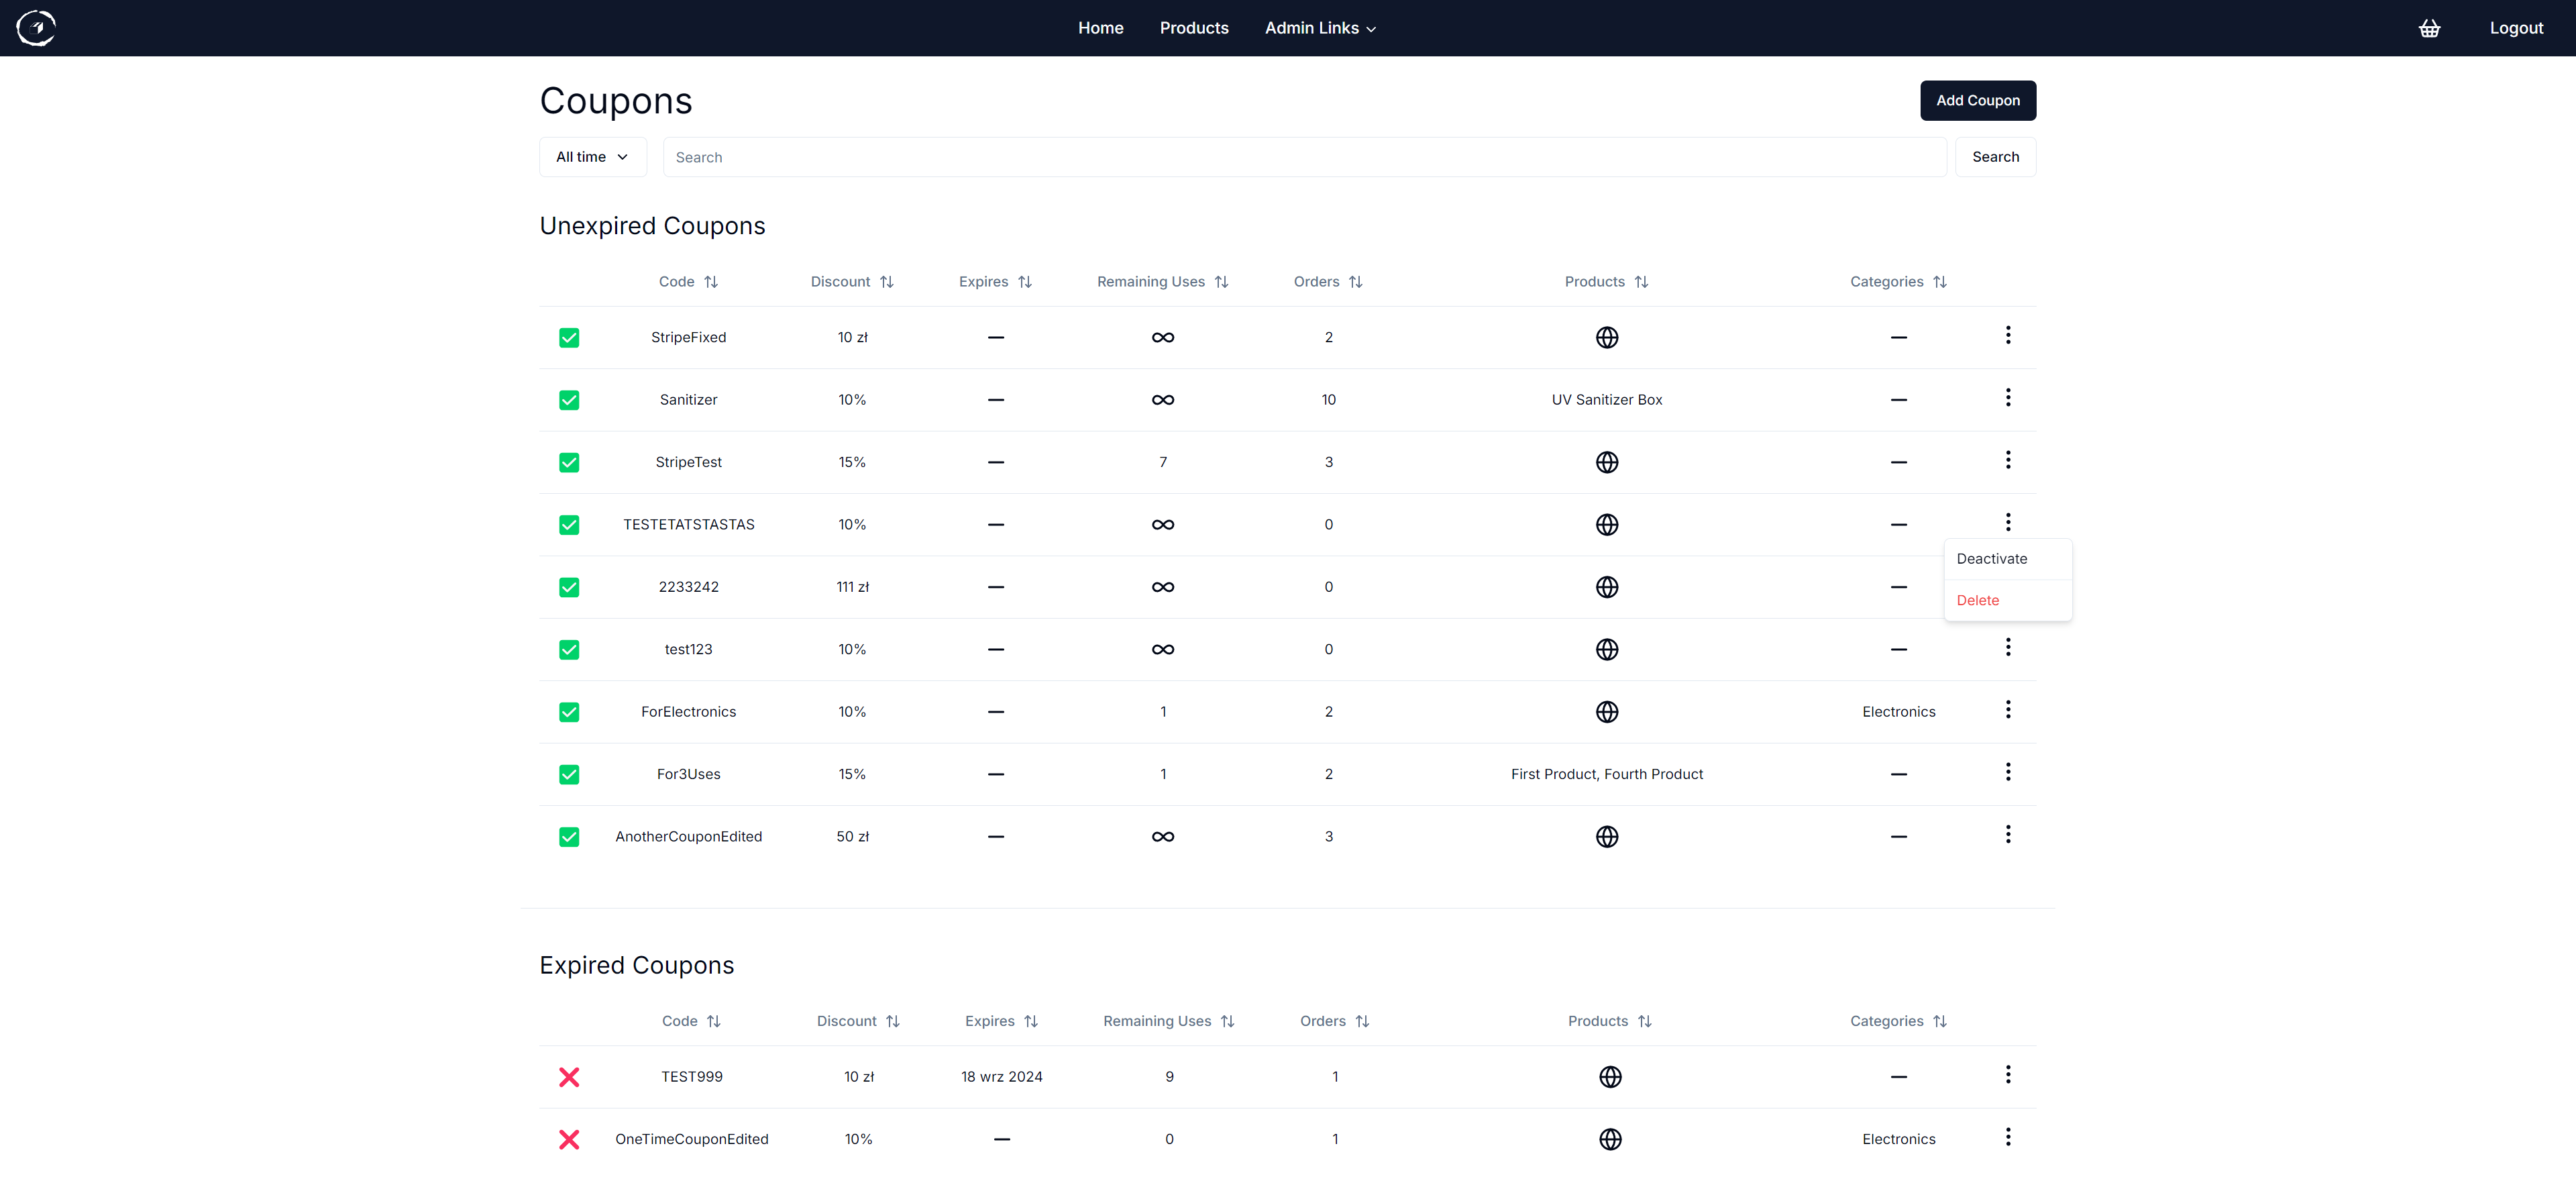 Home Products Admin Links Logout
Coupons Add Coupon
All time Search Search
Unexpired Coupons
Code Discount Expires Remaining Uses Orders Products Categories
StripeFixed 10 zł — ∞ 2 —
Sanitizer 10% — ∞ 10 UV Sanitizer Box —
StripeTest 15% — 7 3 —
TESTETATSTASTAS 10% — ∞ 0 —
Deactivate
2233242 111 zł — ∞ 0 —
Delete
test123 10% — ∞ 0 —
ForElectronics 10% — 1 2 Electronics
For3Uses 15% — 1 2 First Product, Fourth Product —
AnotherCouponEdited 50 zł — ∞ 3 —
Expired Coupons
Code Discount Expires Remaining Uses Orders Products Categories
TEST999 10 zł 18 wrz 2024 9 1 —
OneTimeCouponEdited 10% — 0 1 Electronics